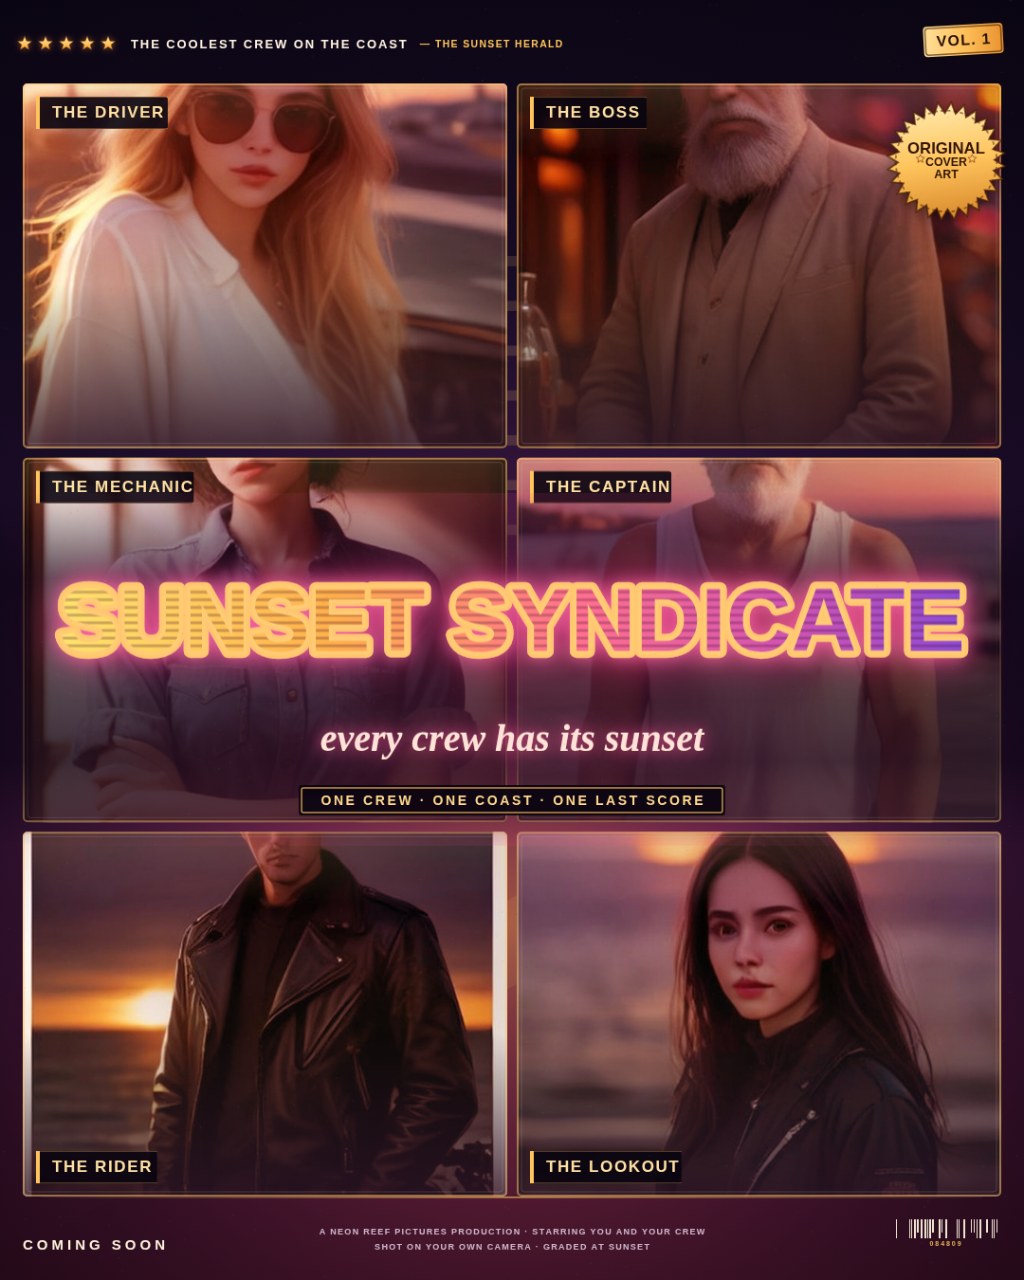 ★★★★★ THE COOLEST CREW ON THE COAST — THE SUNSET HERALD
VOL. 1
THE DRIVER
THE BOSS
ORIGINAL
☆COVER☆
ART
THE MECHANIC
THE CAPTAIN
SUNSET SYNDICATE
every crew has its sunset
ONE CREW · ONE COAST · ONE LAST SCORE
THE RIDER
THE LOOKOUT
COMING SOON
A NEON REEF PICTURES PRODUCTION · STARRING YOU AND YOUR CREW
SHOT ON YOUR OWN CAMERA · GRADED AT SUNSET
084809